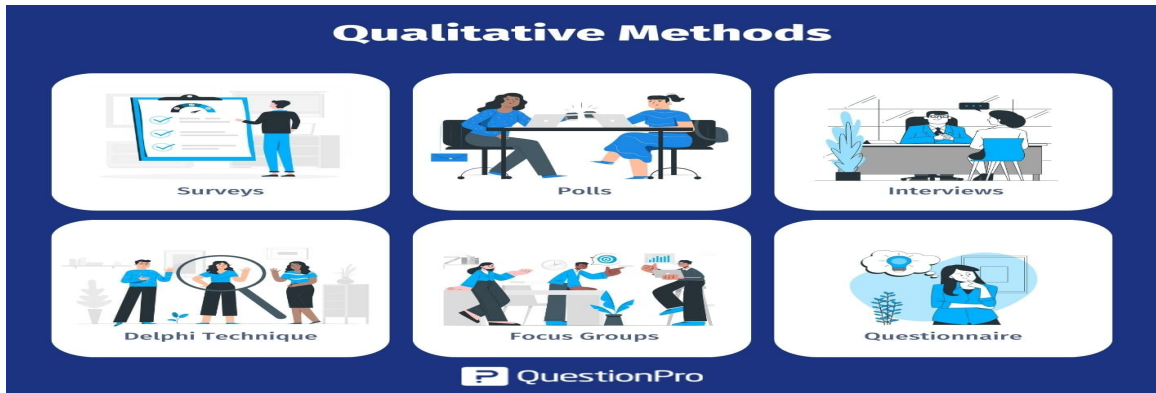 Qualitative Methods
Surveys
Polls
Interviews
Delphi Technique
Focus Groups
Questionnaire
QuestionPro